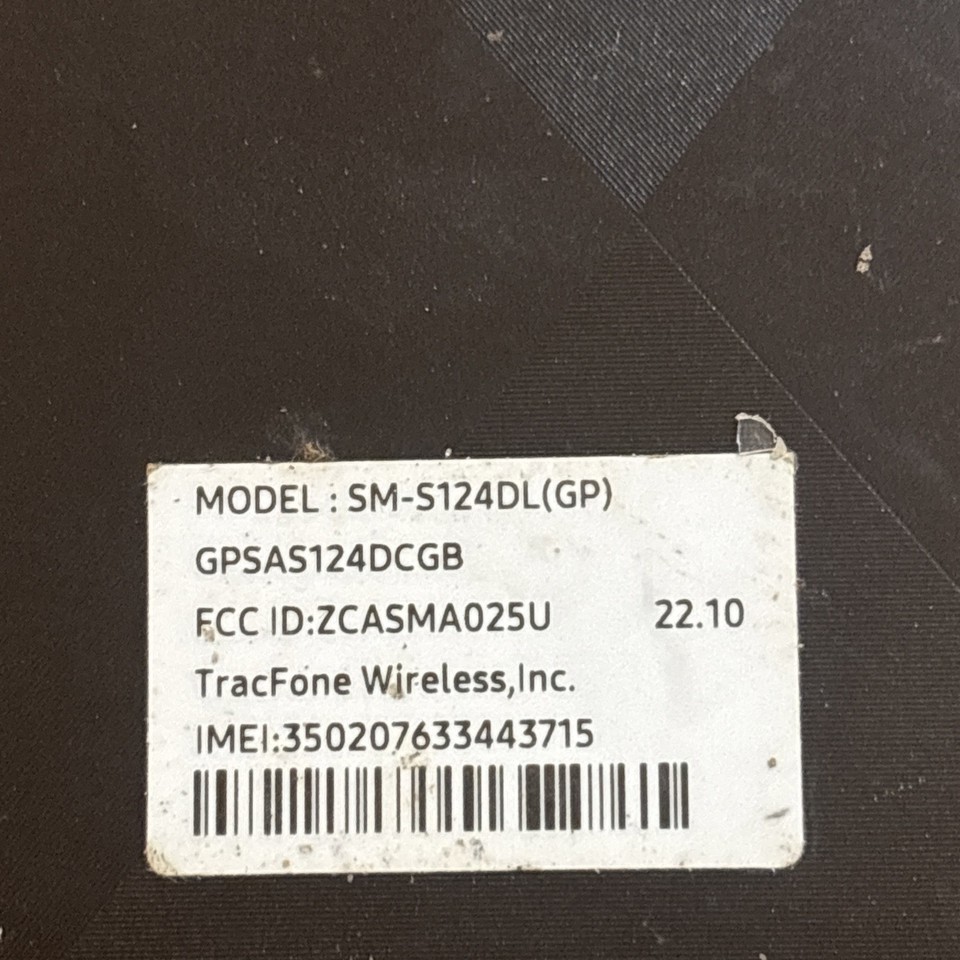 MODEL : SM-S124DL(GP)
GPSAS124DCGB
FCC ID:ZCASMA025U 22.10
TracFone Wireless,Inc.
IMEI:350207633443715